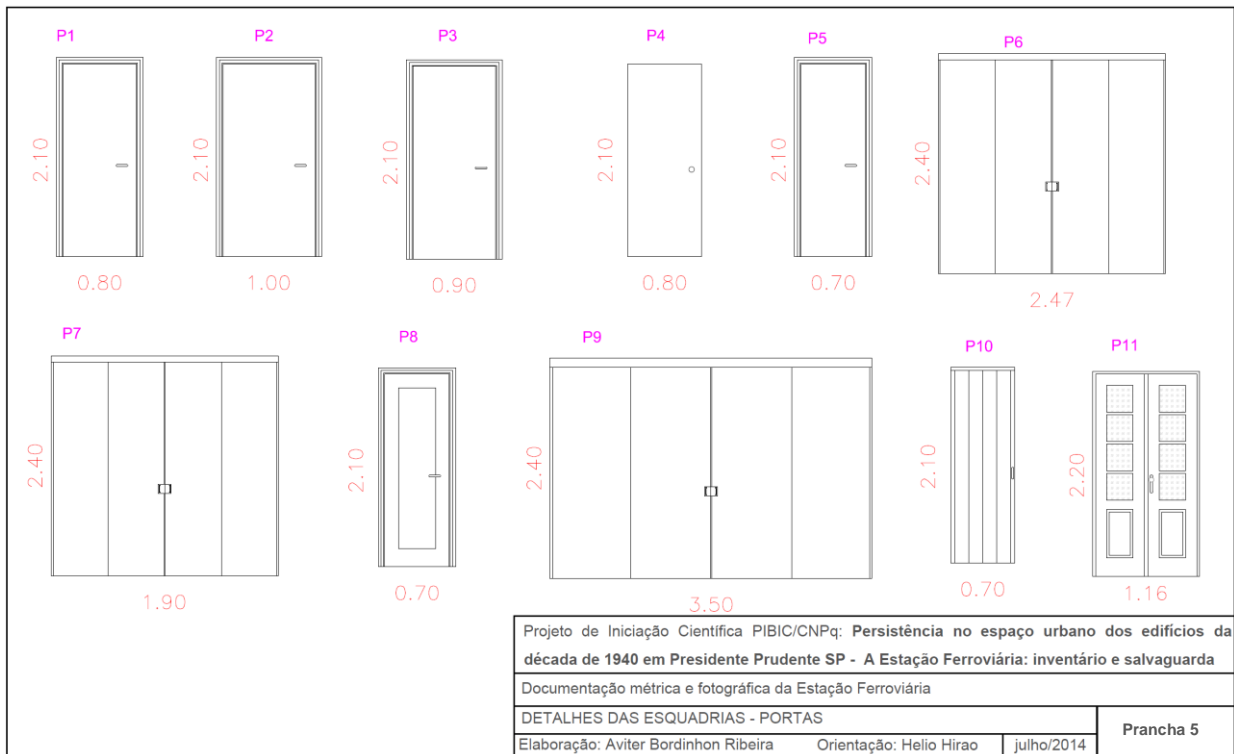 P1
2.10
0.80
P2
2.10
1.00
P3
2.10
0.90
P4
2.10
0.80
P5
2.10
0.70
P6
2.40
2.47
P7
2.40
1.90
P8
2.10
0.70
P9
2.40
3.50
P10
2.10
0.70
P11
2.20
1.16
Projeto de Iniciação Científica PIBIC/CNPq: Persistência no espaço urbano dos edifícios da
década de 1940 em Presidente Prudente SP - A Estação Ferroviária: inventário e salvaguarda
Documentação métrica e fotográfica da Estação Ferroviária
DETALHES DAS ESQUADRIAS - PORTAS
Elaboração: Aviter Bordinhon Ribeira Orientação: Helio Hirao julho/2014
Prancha 5